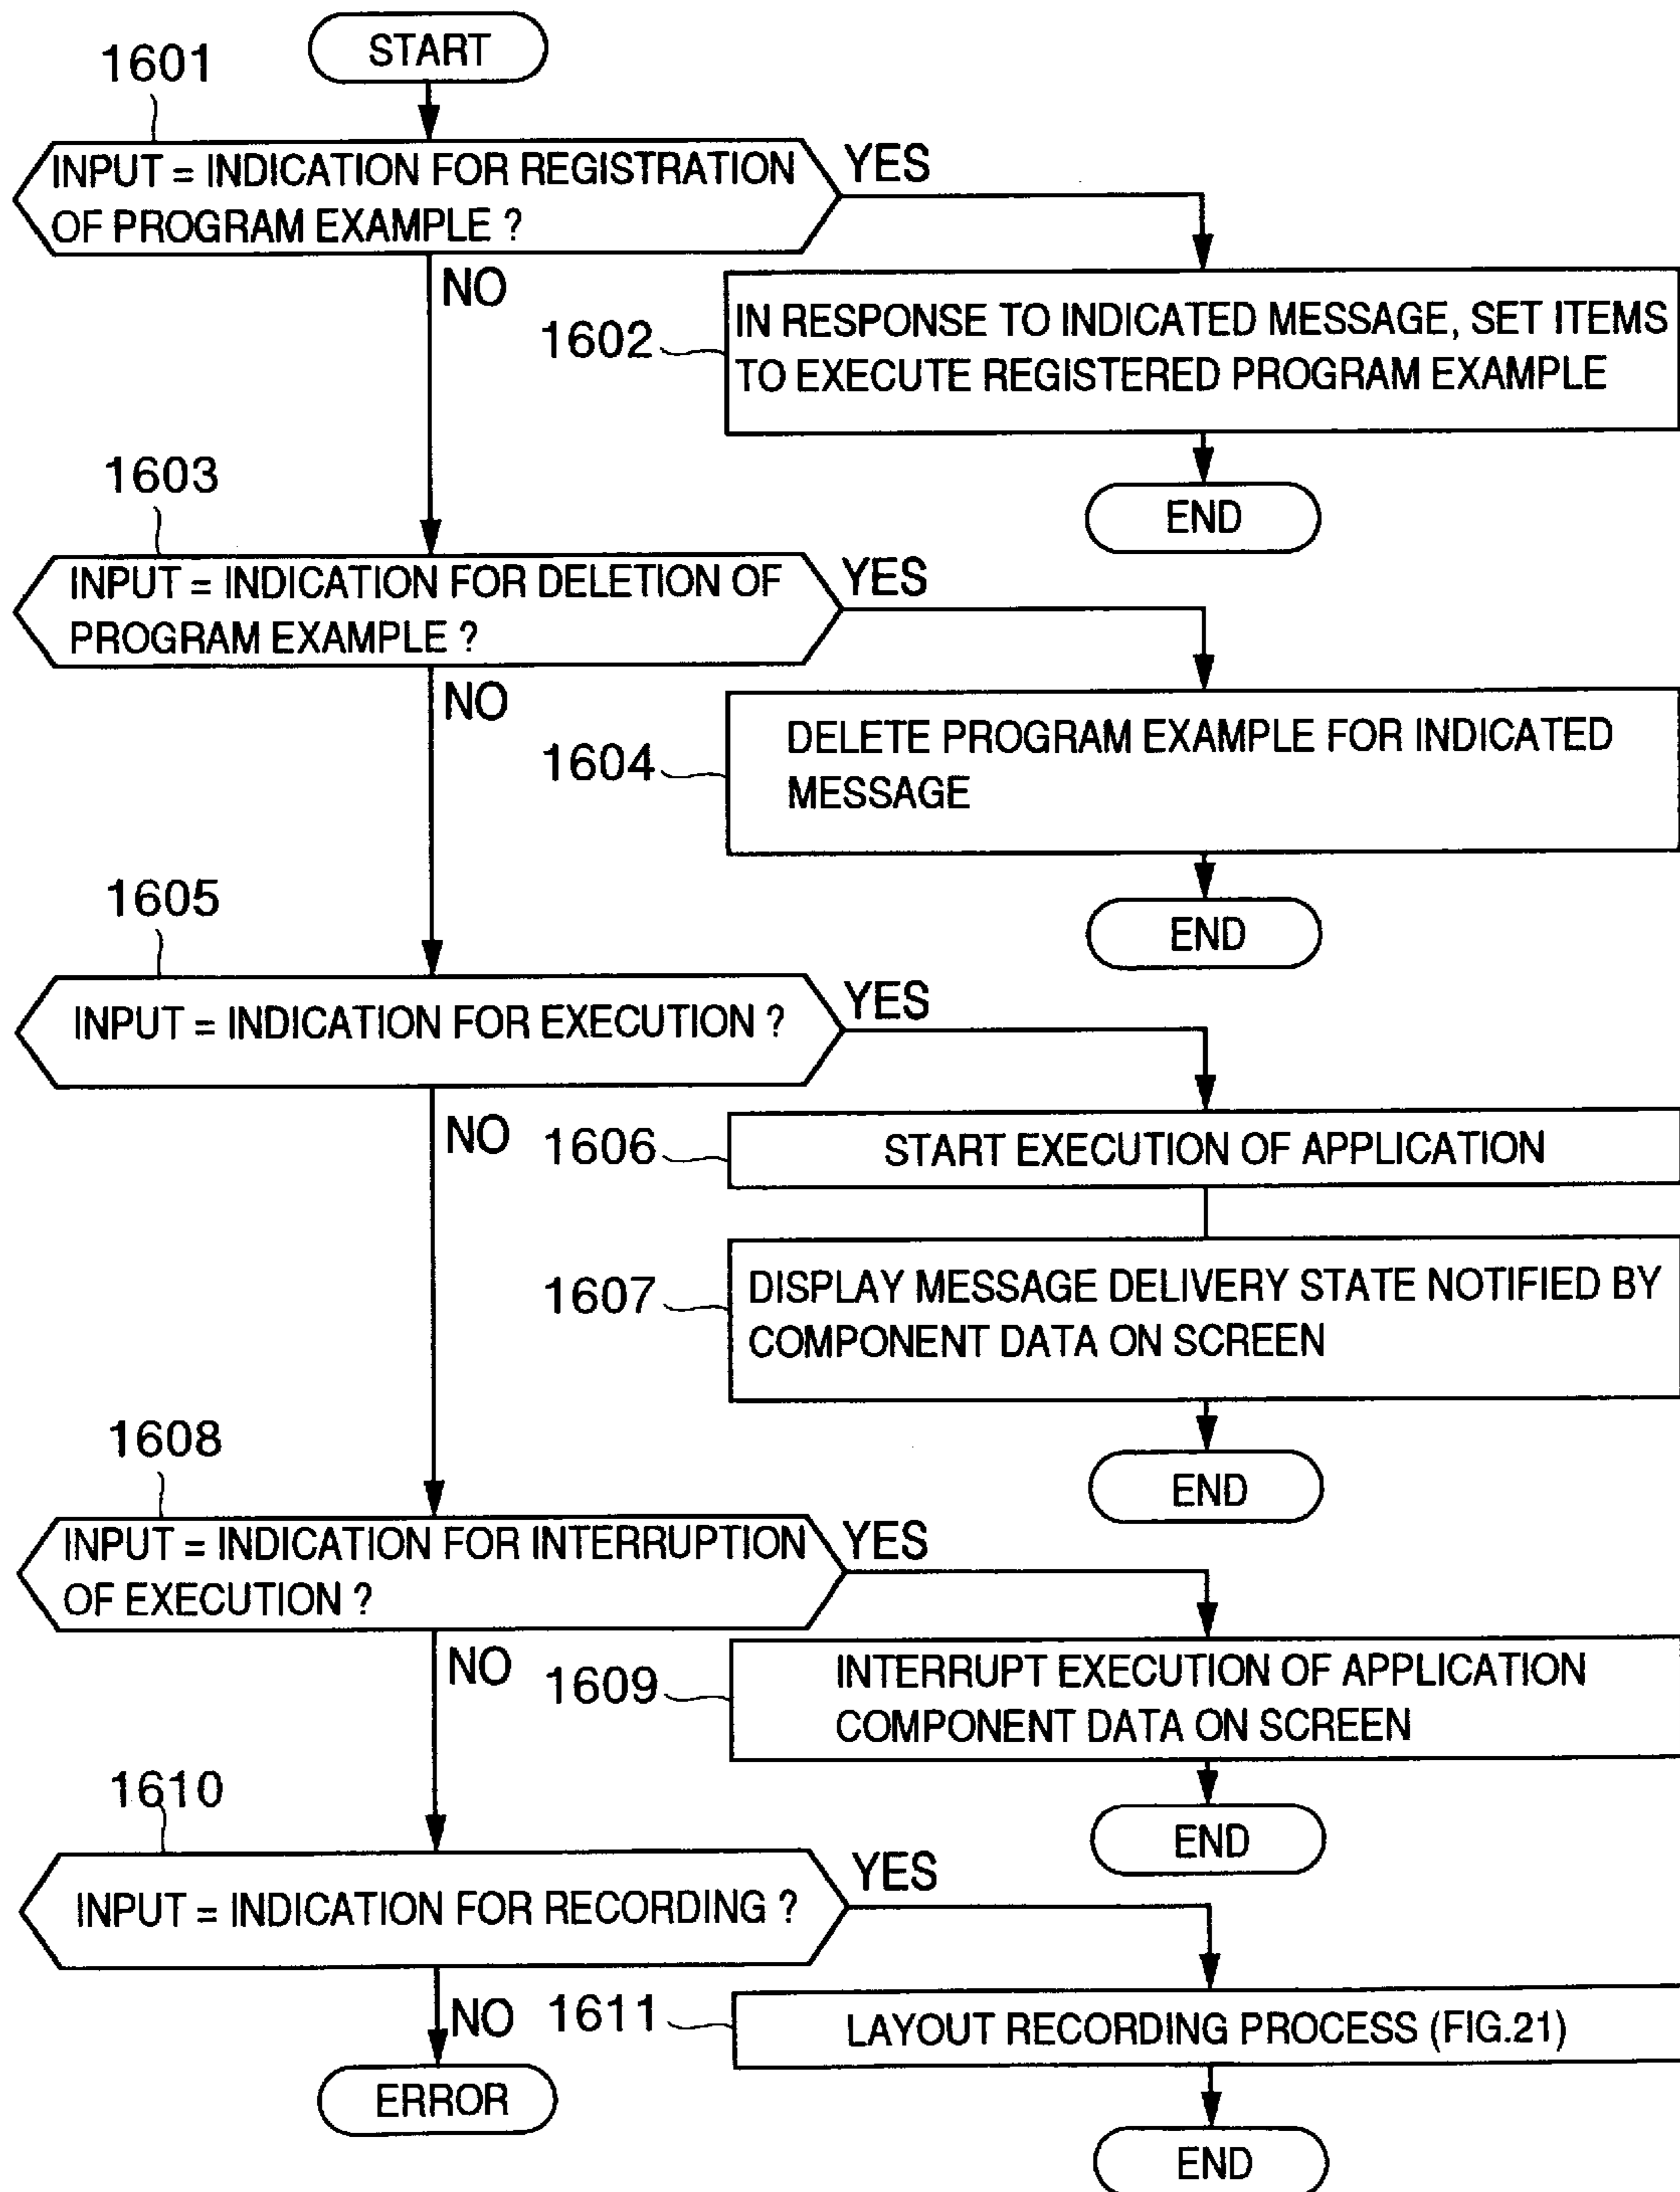 START
1601
INPUT = INDICATION FOR REGISTRATION
OF PROGRAM EXAMPLE ?
YES
NO
1602
IN RESPONSE TO INDICATED MESSAGE, SET ITEMS
TO EXECUTE REGISTERED PROGRAM EXAMPLE
END
1603
INPUT = INDICATION FOR DELETION OF
PROGRAM EXAMPLE ?
YES
NO
1604
DELETE PROGRAM EXAMPLE FOR INDICATED
MESSAGE
END
1605
INPUT = INDICATION FOR EXECUTION ?
YES
NO
1606
START EXECUTION OF APPLICATION
1607
DISPLAY MESSAGE DELIVERY STATE NOTIFIED BY
COMPONENT DATA ON SCREEN
END
1608
INPUT = INDICATION FOR INTERRUPTION
OF EXECUTION ?
YES
NO
1609
INTERRUPT EXECUTION OF APPLICATION
COMPONENT DATA ON SCREEN
END
1610
INPUT = INDICATION FOR RECORDING ?
YES
NO
1611
LAYOUT RECORDING PROCESS (FIG.21)
ERROR
END